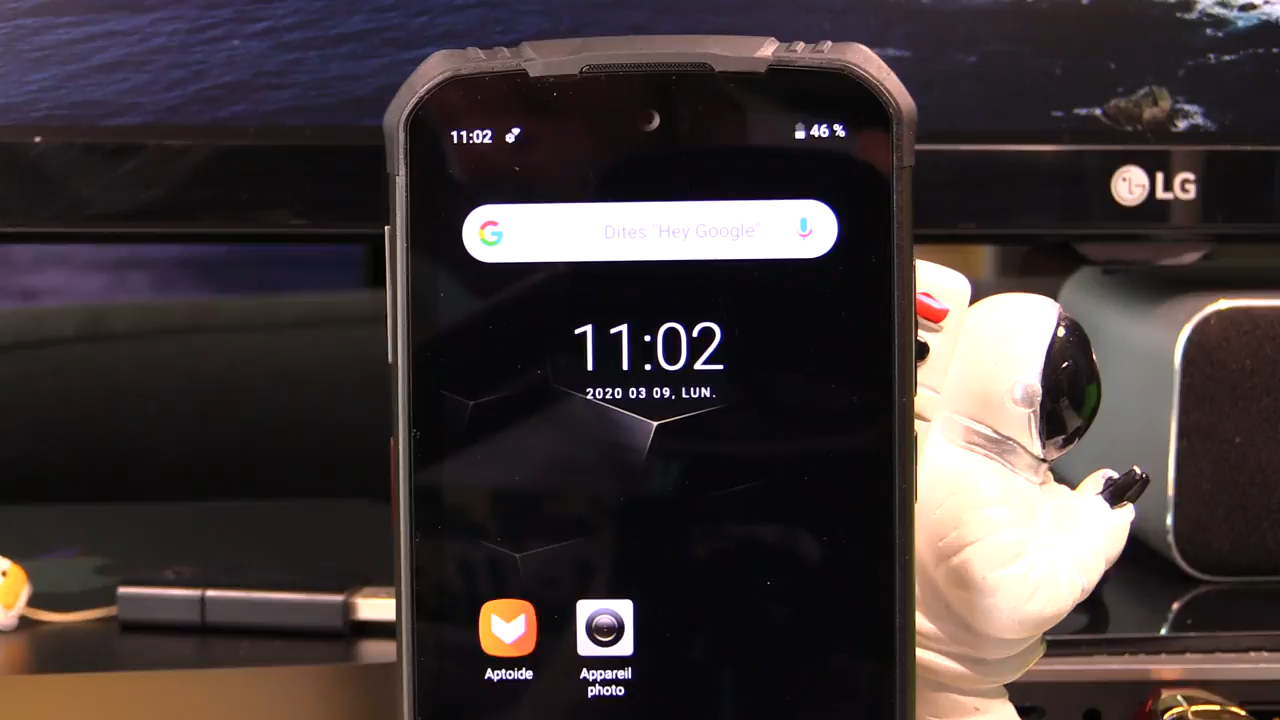 11:02
46 %
LG
G
Dites "Hey Google"
11:02
2020 03 09, LUN.
Aptoide
Appareil
photo